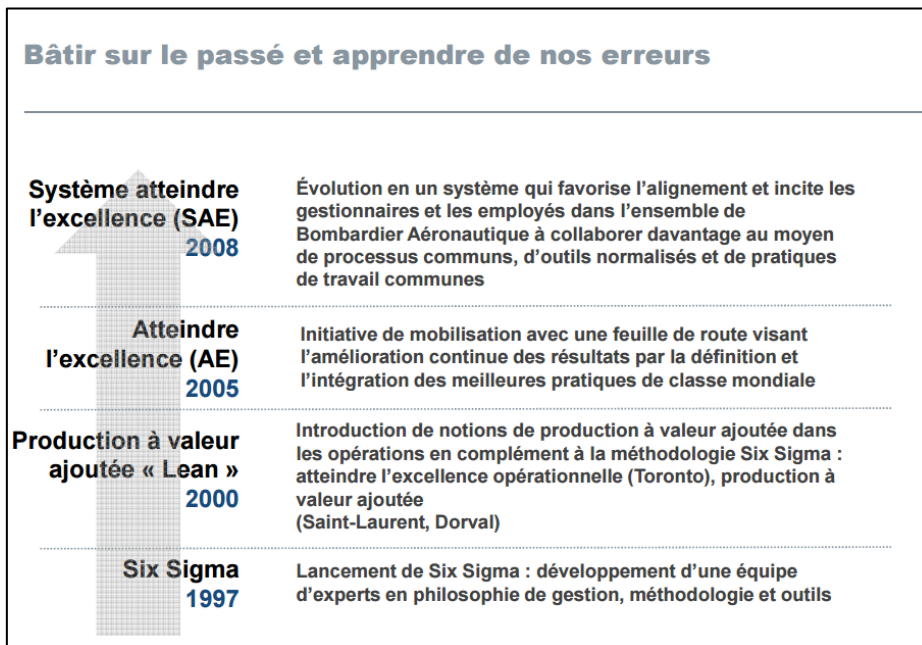 Bâtir sur le passé et apprendre de nos erreurs
Système atteindre
l'excellence (SAE)
2008
Évolution en un système qui favorise l'alignement et incite les
gestionnaires et les employés dans l'ensemble de
Bombardier Aéronautique à collaborer davantage au moyen
de processus communs, d'outils normalisés et de pratiques
de travail communes
Atteindre
l'excellence (AE)
2005
Initiative de mobilisation avec une feuille de route visant
l'amélioration continue des résultats par la définition et
l'intégration des meilleures pratiques de classe mondiale
Production à valeur
ajoutée « Lean »
2000
Introduction de notions de production à valeur ajoutée dans
les opérations en complément à la méthodologie Six Sigma :
atteindre l'excellence opérationnelle (Toronto), production à
valeur ajoutée
(Saint-Laurent, Dorval)
Six Sigma
1997
Lancement de Six Sigma : développement d'une équipe
d'experts en philosophie de gestion, méthodologie et outils